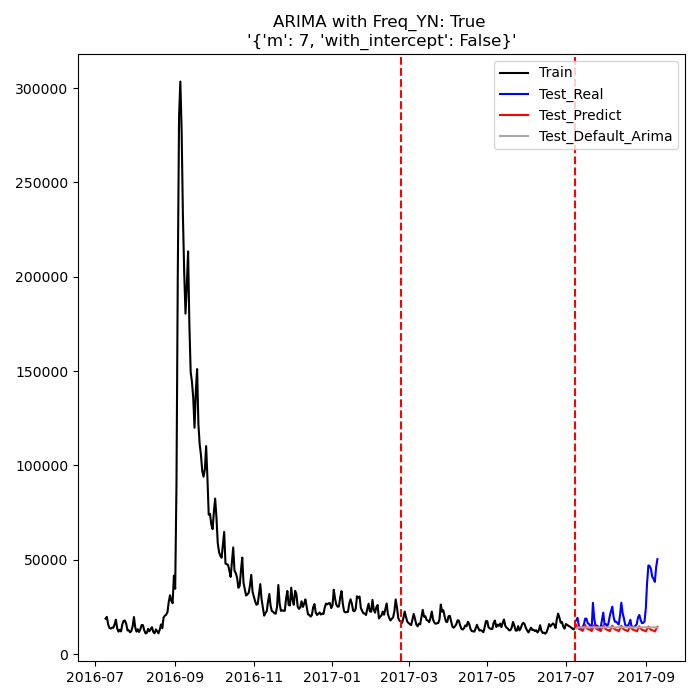 ARIMA with Freq_YN: True
'{'m': 7, 'with_intercept': False}'
Train
Test_Real
Test_Predict
Test_Default_Arima
300000
250000
200000
150000
100000
50000
0
2016-07
2016-09
2016-11
2017-01
2017-03
2017-05
2017-07
2017-09